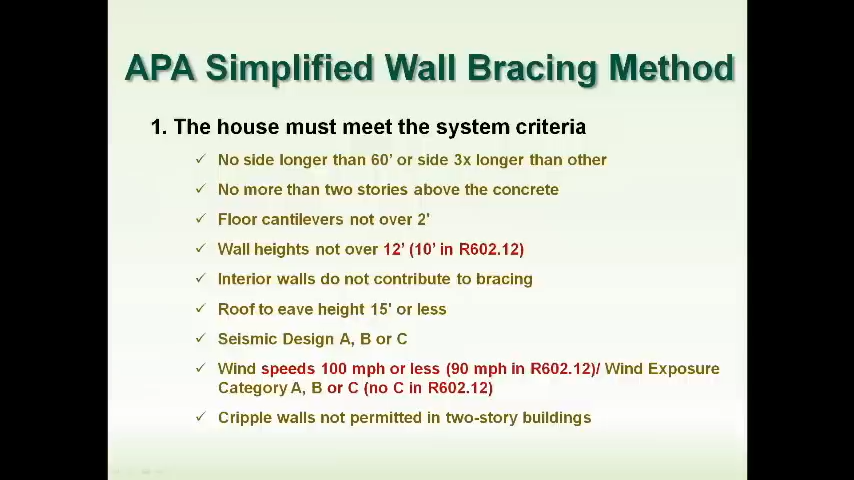 APA Simplified Wall Bracing Method
1. The house must meet the system criteria
✓ No side longer than 60’ or side 3x longer than other
✓ No more than two stories above the concrete
✓ Floor cantilevers not over 2'
✓ Wall heights not over 12’ (10’ in R602.12)
✓ Interior walls do not contribute to bracing
✓ Roof to eave height 15' or less
✓ Seismic Design A, B or C
✓ Wind speeds 100 mph or less (90 mph in R602.12)/ Wind Exposure
Category A, B or C (no C in R602.12)
✓ Cripple walls not permitted in two-story buildings